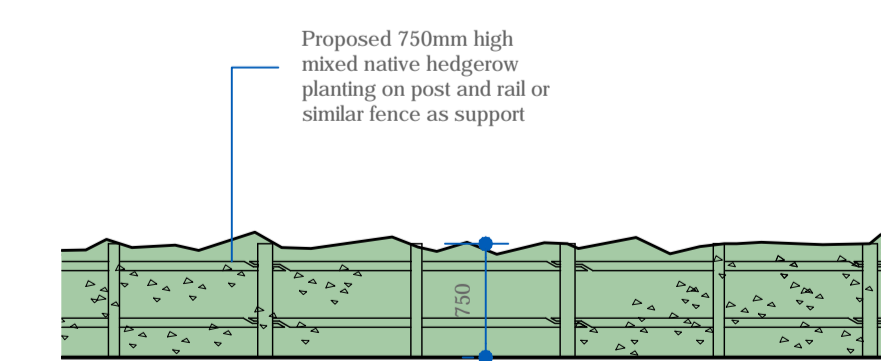 Proposed 750mm high
mixed native hedgerow
planting on post and rail or
similar fence as support
750